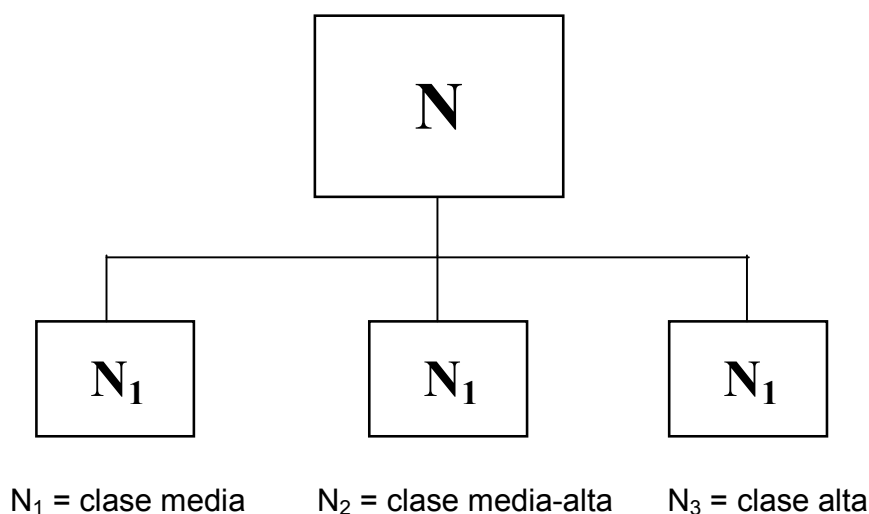 N
N₁ N₁ N₁
N₁ = clase media N₂ = clase media-alta N₃ = clase alta